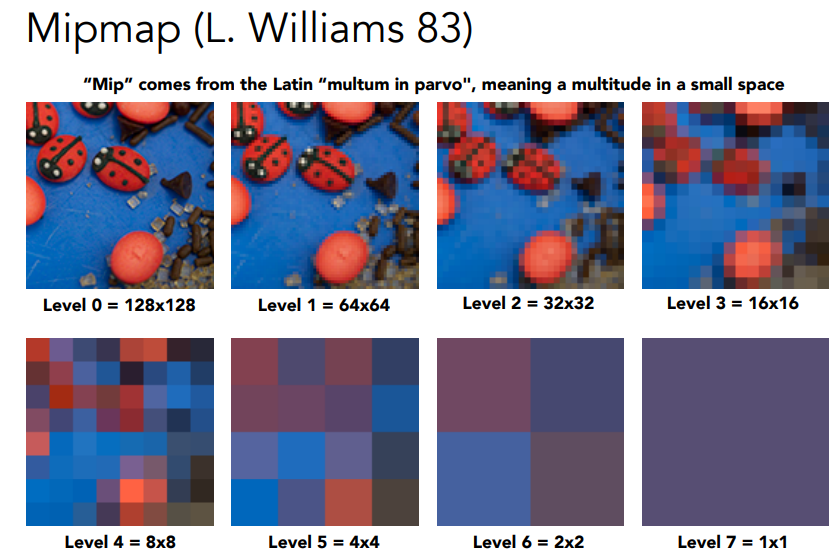 Mipmap (L. Williams 83)
“Mip” comes from the Latin “multum in parvo", meaning a multitude in a small space
Level 0 = 128x128
Level 1 = 64x64
Level 2 = 32x32
Level 3 = 16x16
Level 4 = 8x8
Level 5 = 4x4
Level 6 = 2x2
Level 7 = 1x1